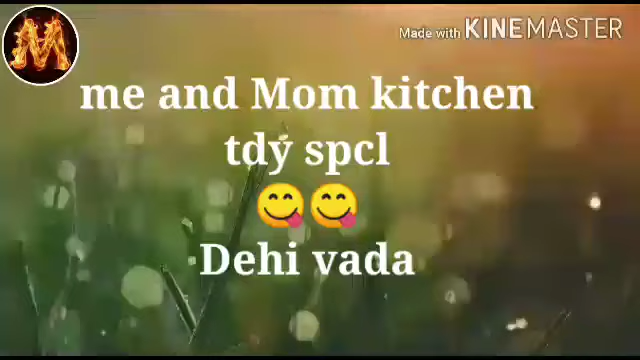 M
Made with KINEMASTER
me and Mom kitchen
tdy spcl
😋😋
Dehi vada